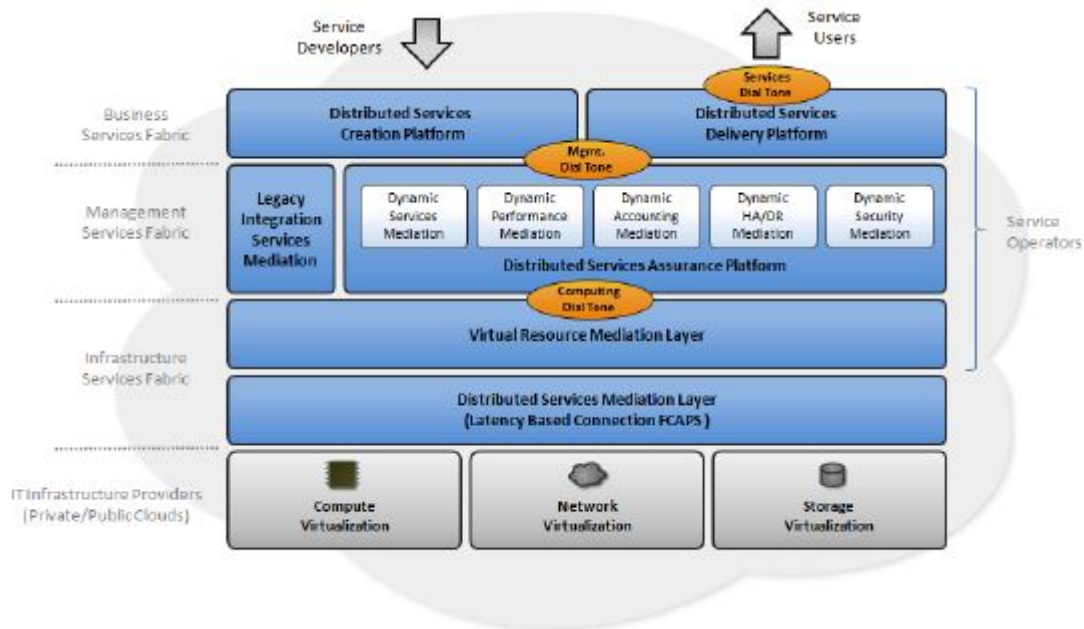 Service
Developers
Service
Users
Services
Dial Tone
Business
Services Fabric
Distributed Services
Creation Platform
Distributed Services
Delivery Platform
Mgmt.
Dial Tone
Management
Services Fabric
Legacy
Integration
Services
Mediation
Dynamic
Services
Mediation
Dynamic
Performance
Mediation
Dynamic
Accounting
Mediation
Dynamic
HA/DR
Mediation
Dynamic
Security
Mediation
Distributed Services Assurance Platform
Service
Operators
Computing
Dial Tone
Virtual Resource Mediation Layer
Infrastructure
Services Fabric
Distributed Services Mediation Layer
(Latency Based Connection FCAPS)
IT Infrastructure Providers
(Private/Public Clouds)
Compute
Virtualization
Network
Virtualization
Storage
Virtualization